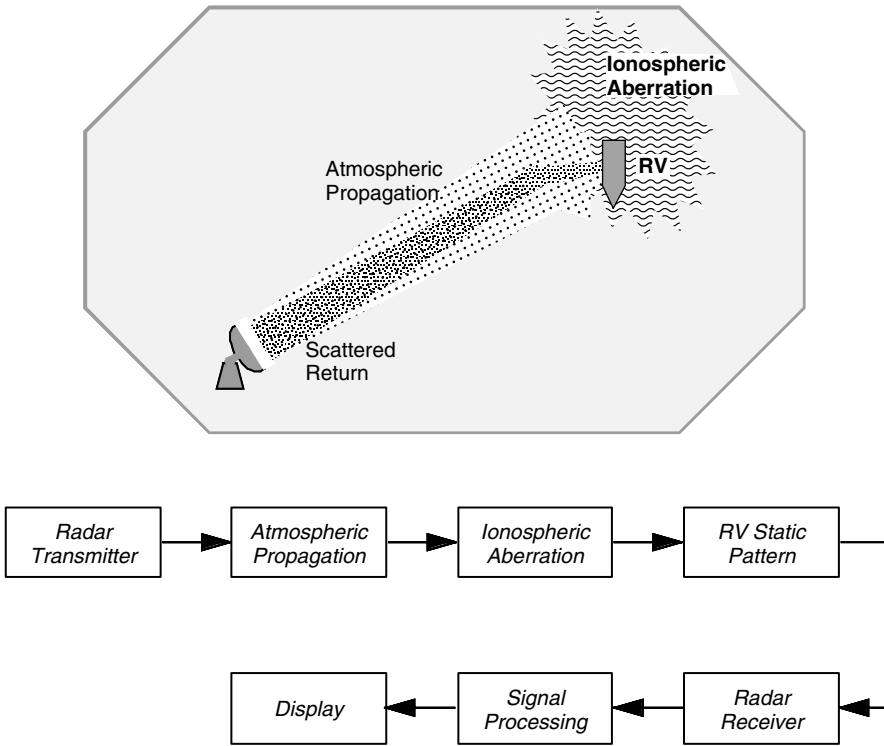 Ionospheric
Aberration
RV
Atmospheric
Propagation
Scattered
Return
Radar
Transmitter
Atmospheric
Propagation
Ionospheric
Aberration
RV Static
Pattern
Display
Signal
Processing
Radar
Receiver